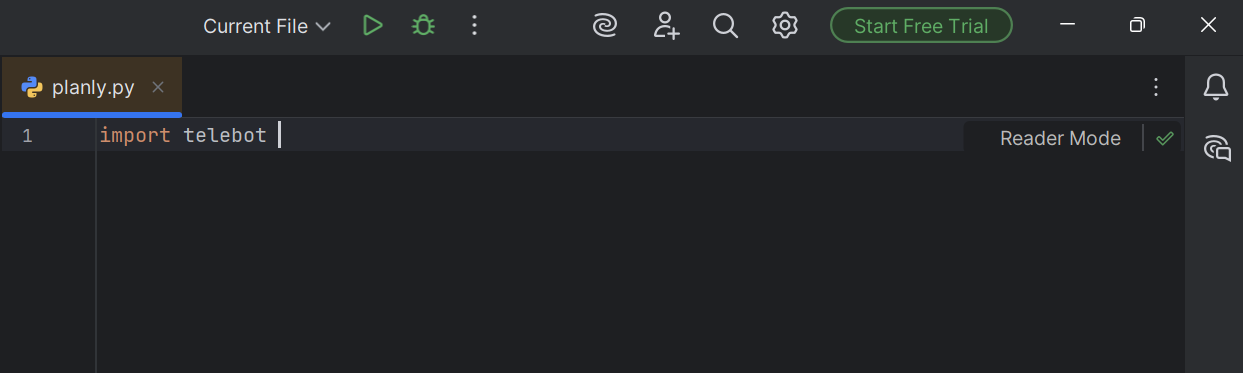 Current File
Start Free Trial
planly.py
1 import telebot
Reader Mode